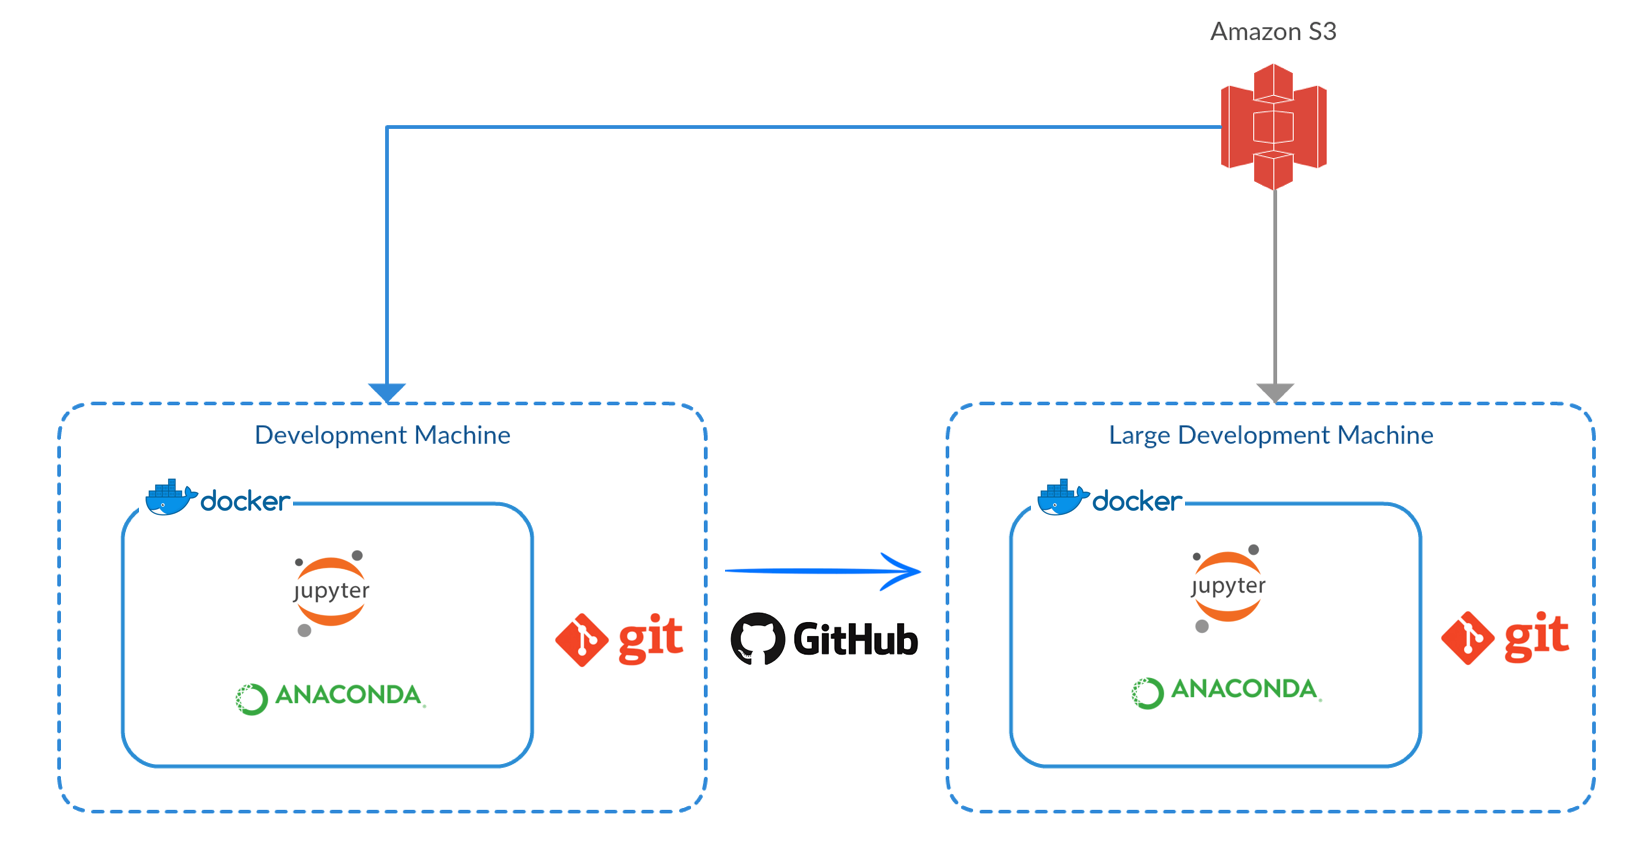 Amazon S3
Development Machine
docker
jupyter
ANACONDA
git
GitHub
Large Development Machine
docker
jupyter
ANACONDA
git